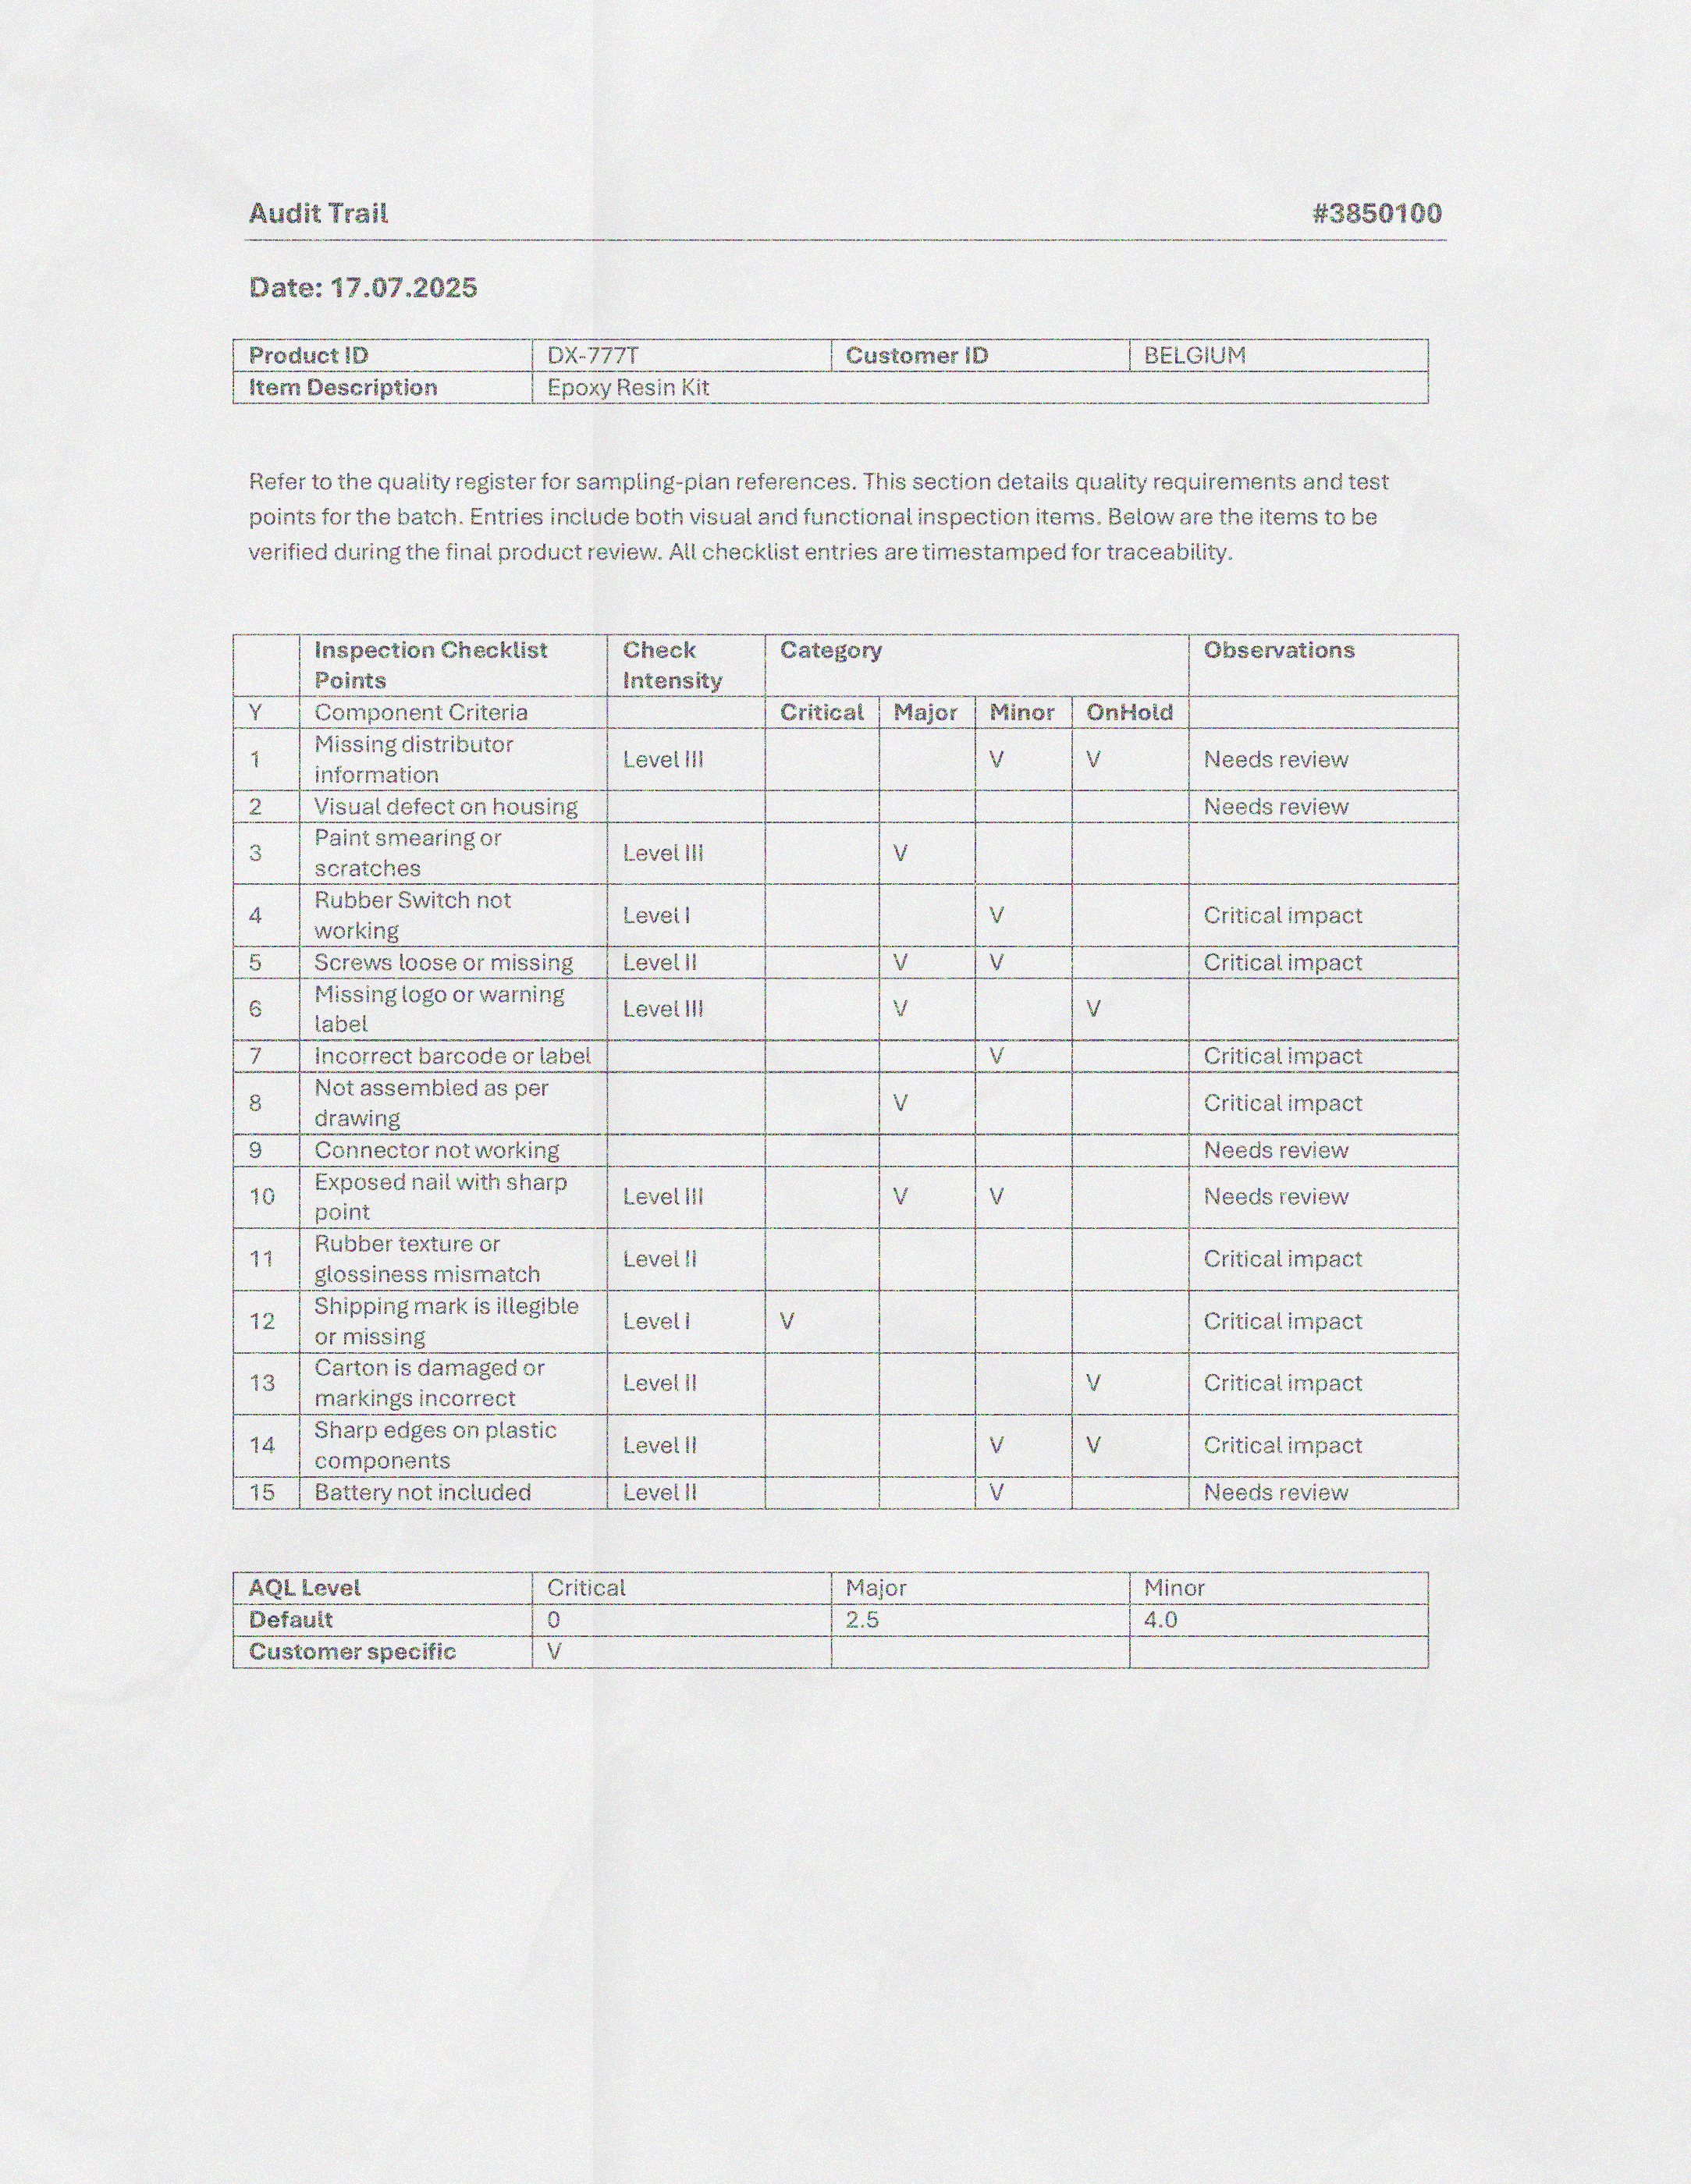 Audit Trail #3850100
Date: 17.07.2025
Product ID DX-777T Customer ID BELGIUM
Item Description Epoxy Resin Kit
Refer to the quality register for sampling-plan references. This section details quality requirements and test
points for the batch. Entries include both visual and functional inspection items. Below are the items to be
verified during the final product review. All checklist entries are timestamped for traceability.
Inspection Checklist Points Check Intensity Category Observations
Y Component Criteria Critical Major Minor OnHold
1 Missing distributor information Level III V V Needs review
2 Visual defect on housing Needs review
3 Paint smearing or scratches Level III V
4 Rubber Switch not working Level I V Critical impact
5 Screws loose or missing Level II V V Critical impact
6 Missing logo or warning label Level III V V
7 Incorrect barcode or label V Critical impact
8 Not assembled as per drawing V Critical impact
9 Connector not working Needs review
10 Exposed nail with sharp point Level III V V Needs review
11 Rubber texture or glossiness mismatch Level II Critical impact
12 Shipping mark is illegible or missing Level I V Critical impact
13 Carton is damaged or markings incorrect Level II V Critical impact
14 Sharp edges on plastic components Level II V V Critical impact
15 Battery not included Level II V Needs review
AQL Level Critical Major Minor
Default 0 2.5 4.0
Customer specific V